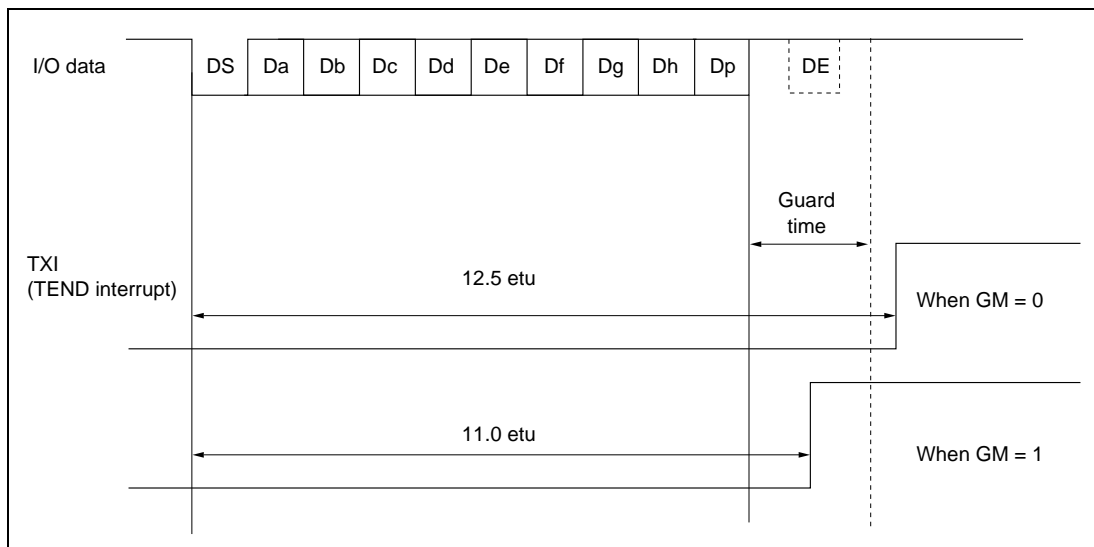 I/O data DS Da Db Dc Dd De Df Dg Dh Dp DE
Guard
time
TXI
(TEND interrupt)
12.5 etu
When GM = 0
11.0 etu
When GM = 1